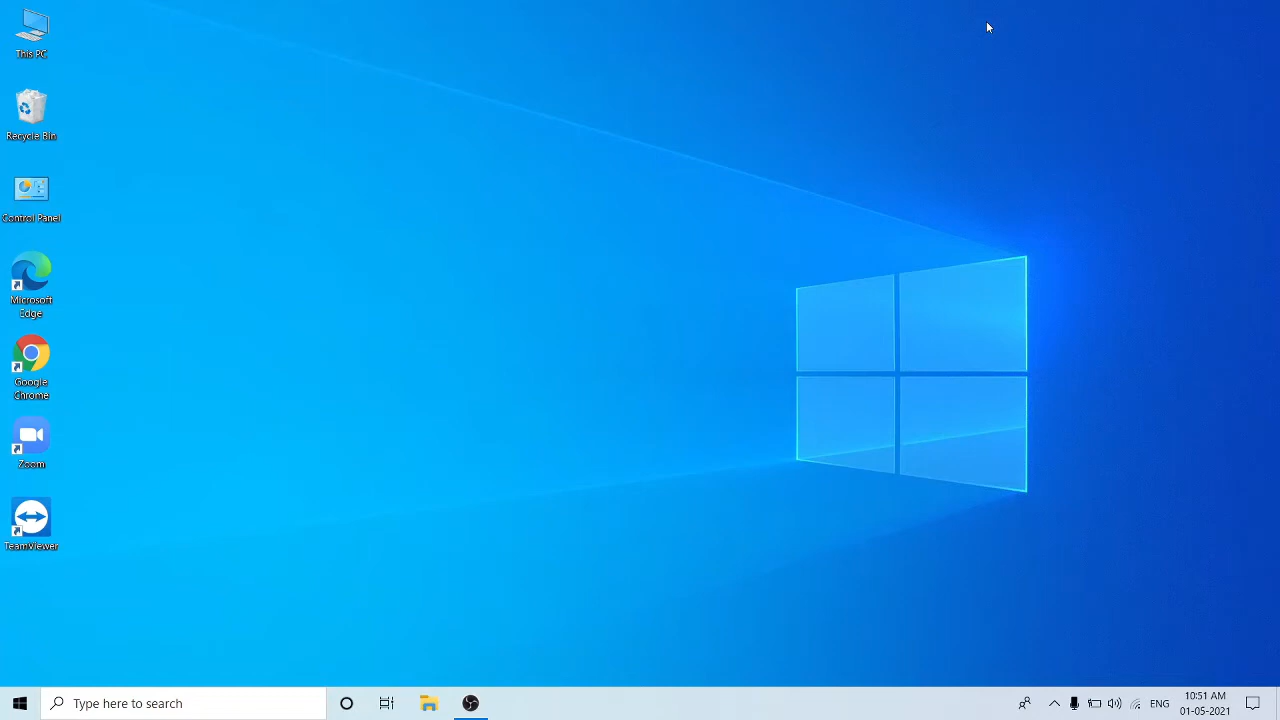 This PC
Recycle Bin
Control Panel
Microsoft
Edge
Google
Chrome
Zoom
TeamViewer
Type here to search
ENG
10:51 AM
01-05-2021